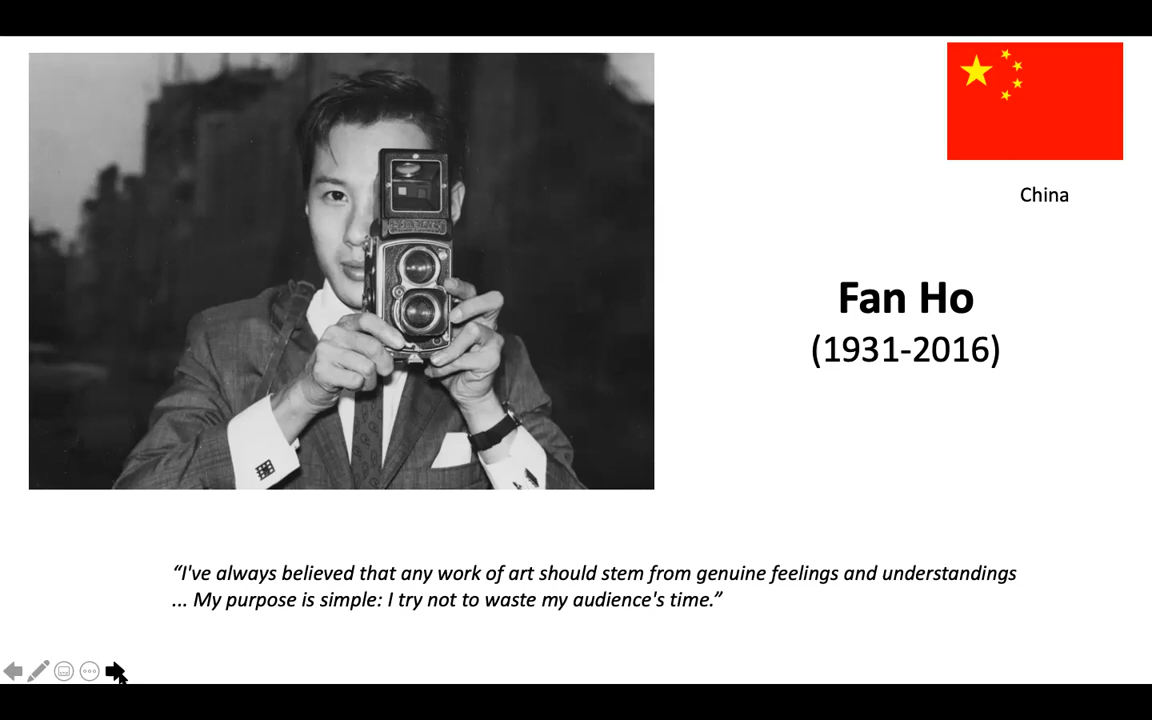 China
Fan Ho
(1931-2016)
“I've always believed that any work of art should stem from genuine feelings and understandings
... My purpose is simple: I try not to waste my audience's time.”